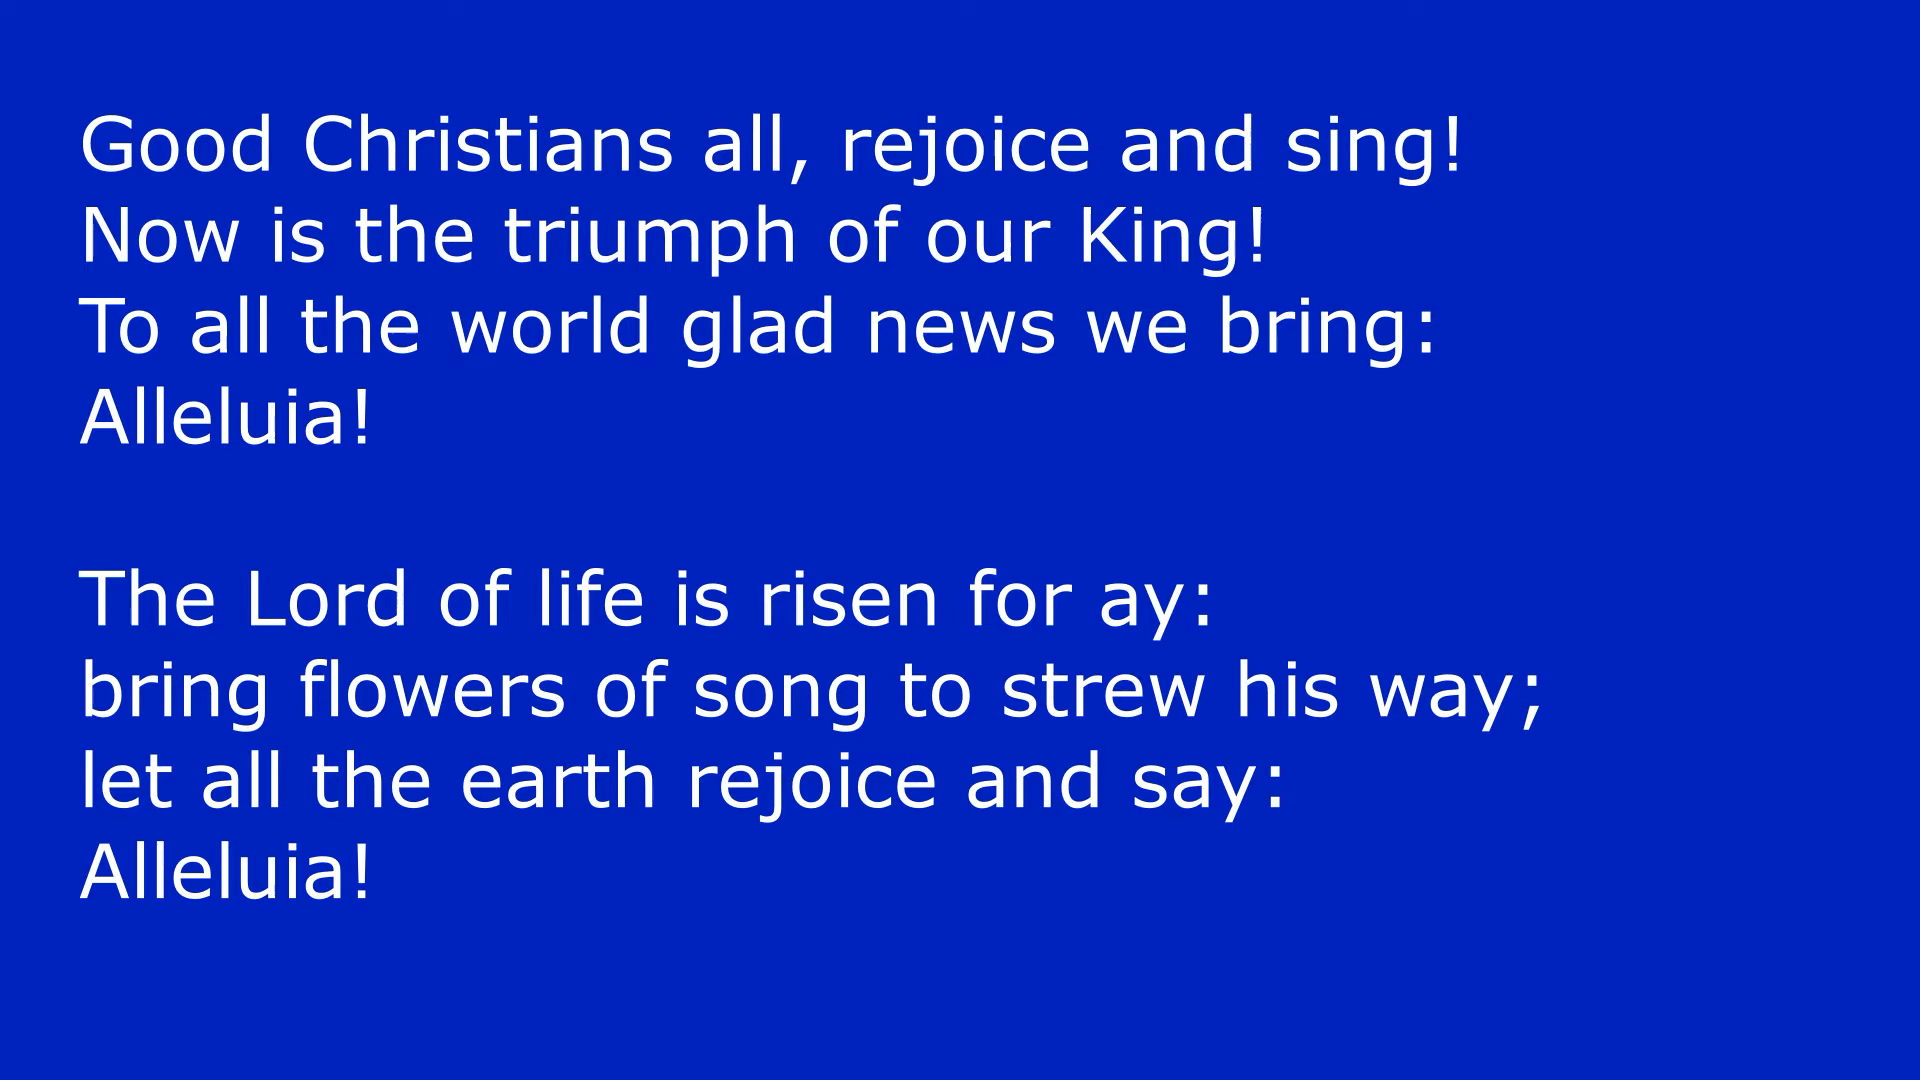 Good Christians all, rejoice and sing!
Now is the triumph of our King!
To all the world glad news we bring:
Alleluia!
The Lord of life is risen for ay:
bring flowers of song to strew his way;
let all the earth rejoice and say:
Alleluia!